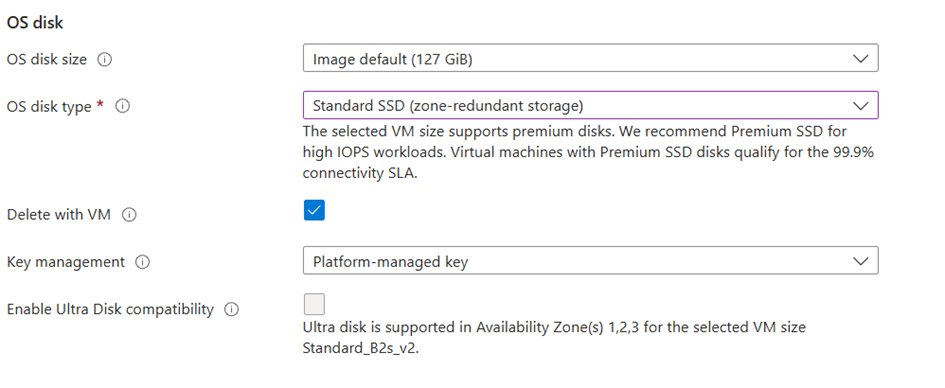 OS disk
OS disk size
Image default (127 GiB)
OS disk type *
Standard SSD (zone-redundant storage)
The selected VM size supports premium disks. We recommend Premium SSD for
high IOPS workloads. Virtual machines with Premium SSD disks qualify for the 99.9%
connectivity SLA.
Delete with VM
Key management
Platform-managed key
Enable Ultra Disk compatibility
Ultra disk is supported in Availability Zone(s) 1,2,3 for the selected VM size
Standard_B2s_v2.